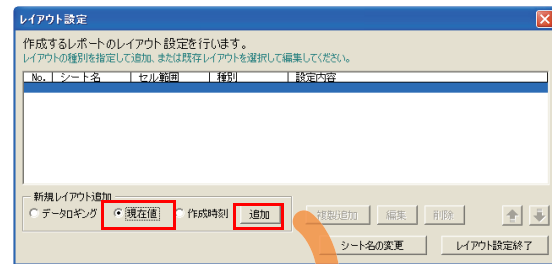 レイアウト設定
作成するレポートのレイアウト設定を行います。
レイアウトの種別を指定して追加、または既存レイアウトを選択して編集してください。
No. シート名 セル範囲 種別 設定内容
新規レイアウト追加
データロギング 現在値 作成時刻 追加 複製追加 編集 削除
シート名の変更 レイアウト設定終了